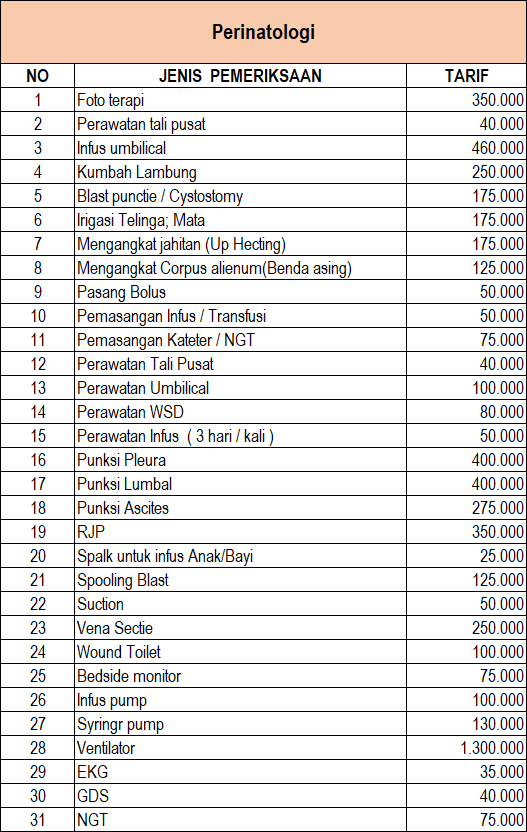 Perinatologi
NO JENIS PEMERIKSAAN TARIF
1 Foto terapi 350.000
2 Perawatan tali pusat 40.000
3 Infus umbilical 460.000
4 Kumbah Lambung 250.000
5 Blast punctie / Cystostomy 175.000
6 Irigasi Telinga; Mata 175.000
7 Mengangkat jahitan (Up Hecting) 175.000
8 Mengangkat Corpus alienum(Benda asing) 125.000
9 Pasang Bolus 50.000
10 Pemasangan Infus / Transfusi 50.000
11 Pemasangan Kateter / NGT 75.000
12 Perawatan Tali Pusat 40.000
13 Perawatan Umbilical 100.000
14 Perawatan WSD 80.000
15 Perawatan Infus ( 3 hari / kali ) 50.000
16 Punksi Pleura 400.000
17 Punksi Lumbal 400.000
18 Punksi Ascites 275.000
19 RJP 350.000
20 Spalk untuk infus Anak/Bayi 25.000
21 Spooling Blast 125.000
22 Suction 50.000
23 Vena Sectie 250.000
24 Wound Toilet 100.000
25 Bedside monitor 75.000
26 Infus pump 100.000
27 Syringr pump 130.000
28 Ventilator 1.300.000
29 EKG 35.000
30 GDS 40.000
31 NGT 75.000